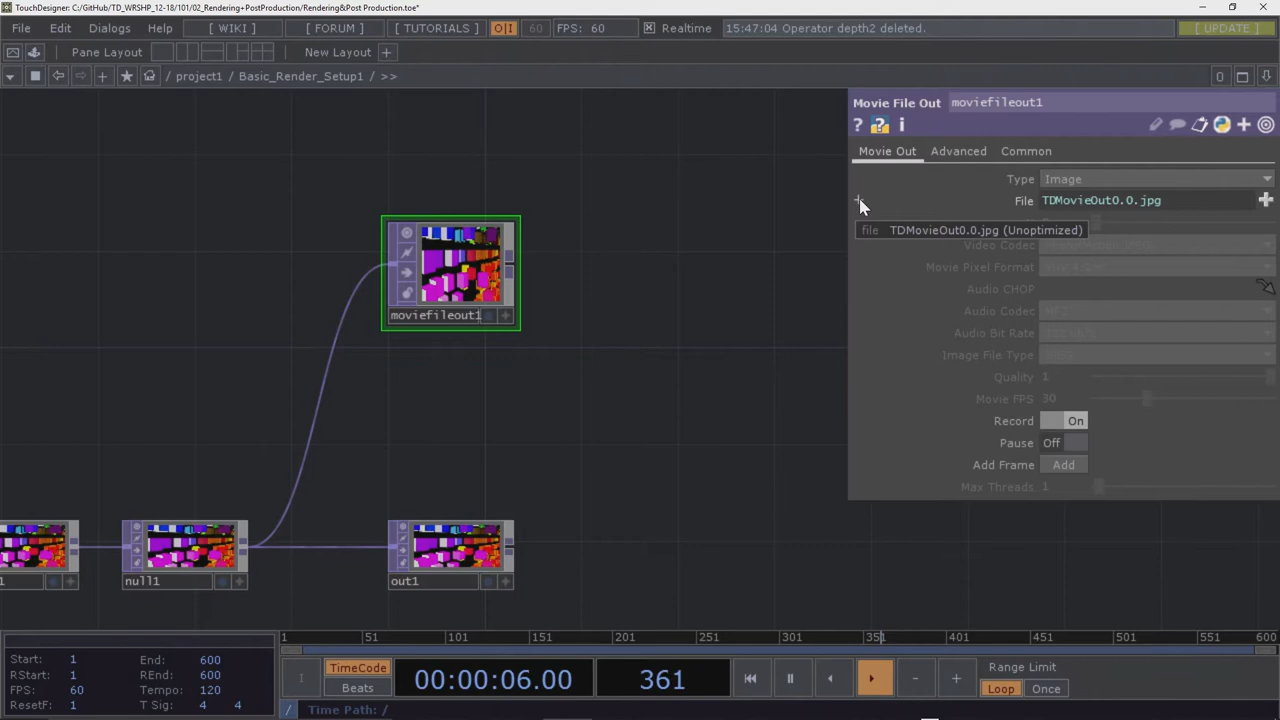 TouchDesigner: C:/GitHub/TD_WRSHP_12-18/101/02_Rendering+PostProduction/Rendering&Post Production.toe*
File Edit Dialogs Help [ WIKI ] [ FORUM ] [ TUTORIALS ] O|I 60 FPS: 60 Realtime 15:47:04 Operator depth2 deleted. [ UPDATE ]
Pane Layout New Layout +
/ project1 / Basic_Render_Setup1 / >> 0
Movie File Out moviefileout1
? ? i
Movie Out Advanced Common
Type Image
File TDMovieOut0.0.jpg
file TDMovieOut0.0.jpg (Unoptimized)
Video Codec
Movie Pixel Format
Audio CHOP
Audio Codec MP3
Audio Bit Rate
Image File Type JPEG
Quality 1
Movie FPS 30
Record On
Pause Off
Add Frame Add
Max Threads 1
moviefileout1
1 null1 out1
1 51 101 151 201 251 301 351 401 451 501 551 600
Start: 1 End: 600
RStart: 1 REnd: 600
FPS: 60 Tempo: 120
ResetF: 1 T Sig: 4 4
TimeCode
Beats
00:00:06.00 361
Range Limit
Loop Once
/ Time Path: /